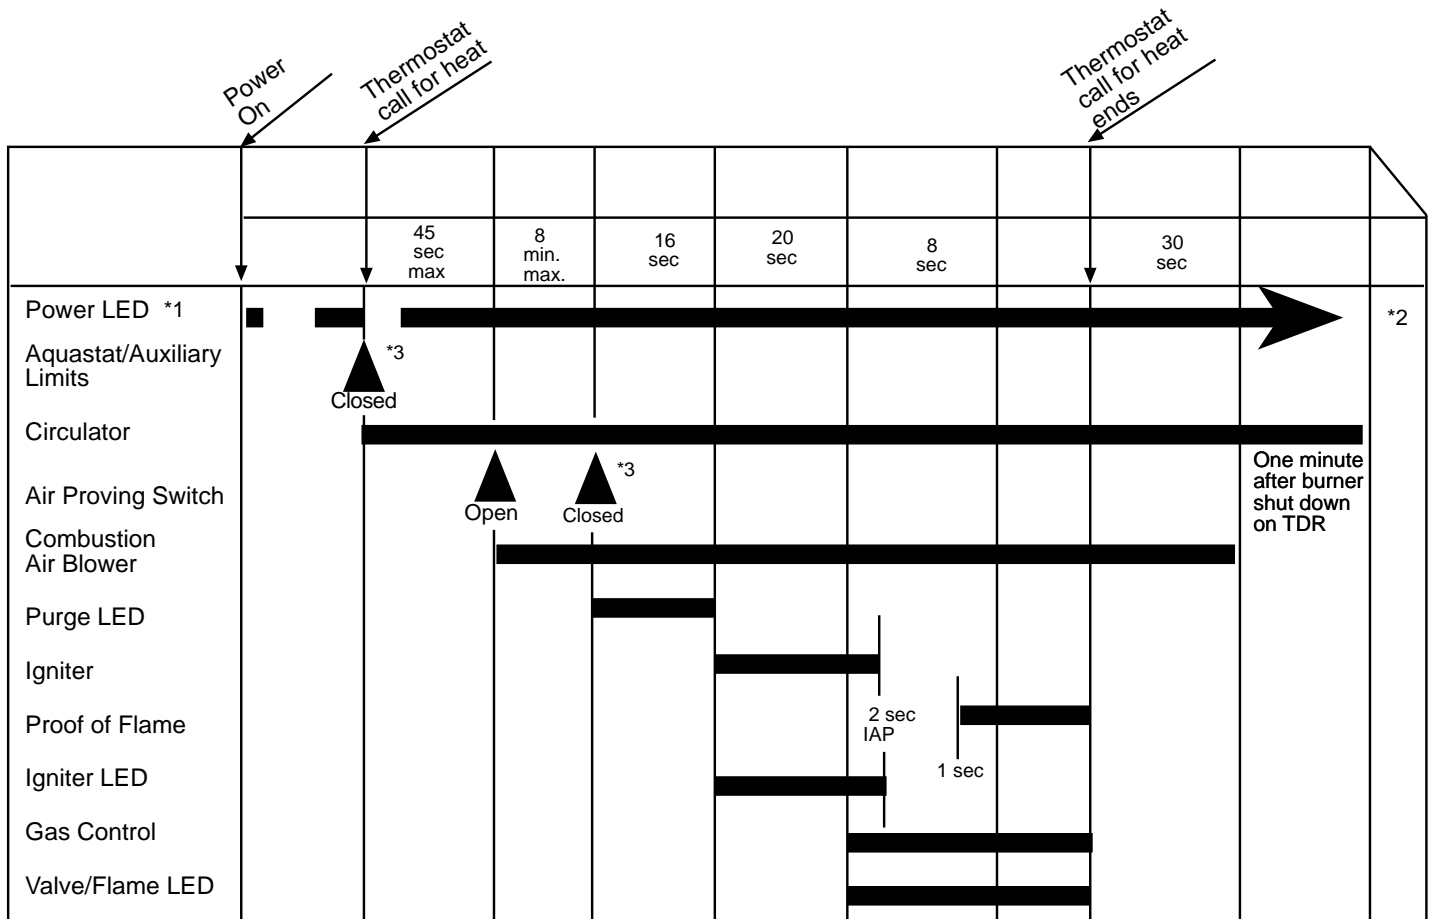 Power
On
Thermostat
call for heat
Thermostat
call for heat
ends
45
sec
max
8
min.
max.
16
sec
20
sec
8
sec
30
sec
Power LED *1
*2
Aquastat/Auxiliary
Limits
*3
Closed
Circulator
One minute
after burner
shut down
on TDR
Air Proving Switch
Open
*3
Closed
Combustion
Air Blower
Purge LED
Igniter
Proof of Flame
2 sec
IAP
1 sec
Igniter LED
Gas Control
Valve/Flame LED